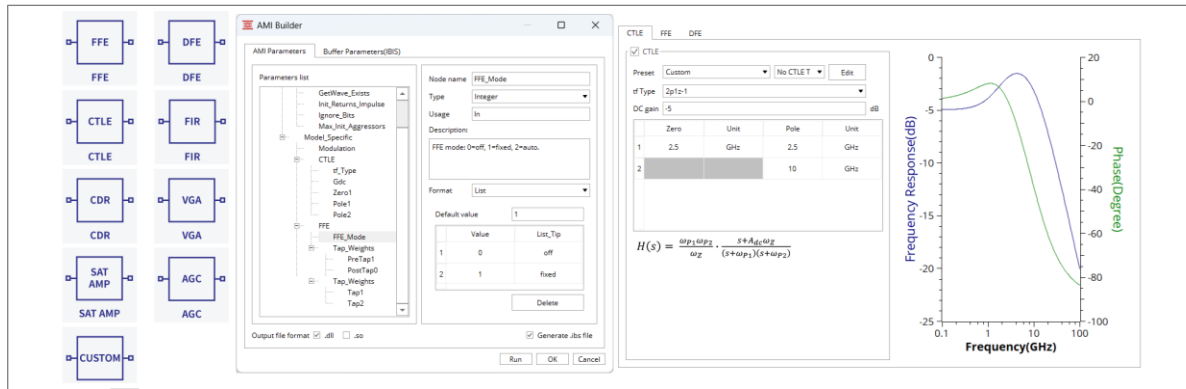 FFE
FFE
DFE
DFE
CTLE
CTLE
FIR
FIR
CDR
CDR
VGA
VGA
SAT
AMP
SAT AMP
AGC
AGC
CUSTOM
AMI Builder
AMI Parameters
Buffer Parameters(IBIS)
Parameters list
GetWave_Exists
Init_Returns_Impulse
Ignore_Bits
Max_Init_Aggressors
Model_Specific
Modulation
CTLE
tf_Type
Gdc
Zero1
Pole1
Pole2
FFE
FFE_Mode
Tap_Weights
PreTap1
PostTap0
Tap_Weights
Tap1
Tap2
Node name FFE_Mode
Type Integer
Usage In
Description:
FFE mode: 0=off, 1=fixed, 2=auto.
Format List
Default value 1
Value List_Tip
1 0 off
2 1 fixed
Delete
Output file format .dll .so
Generate .ibs file
Run OK Cancel
CTLE FFE DFE
CTLE
Preset Custom No CTLE T Edit
tf Type 2p1z-1
DC gain -5 dB
Zero Unit Pole Unit
1 2.5 GHz 2.5 GHz
2 10 GHz
H(s) = ωP1ωP2/ωZ · s+Adcωz/(s+ωP1)(s+ωP2)
Frequency Response(dB)
0
-5
-10
-15
-20
-25
0.1 1 10 100
Frequency(GHz)
20
0
-20
-40
-60
-80
-100
Phase(Degree)